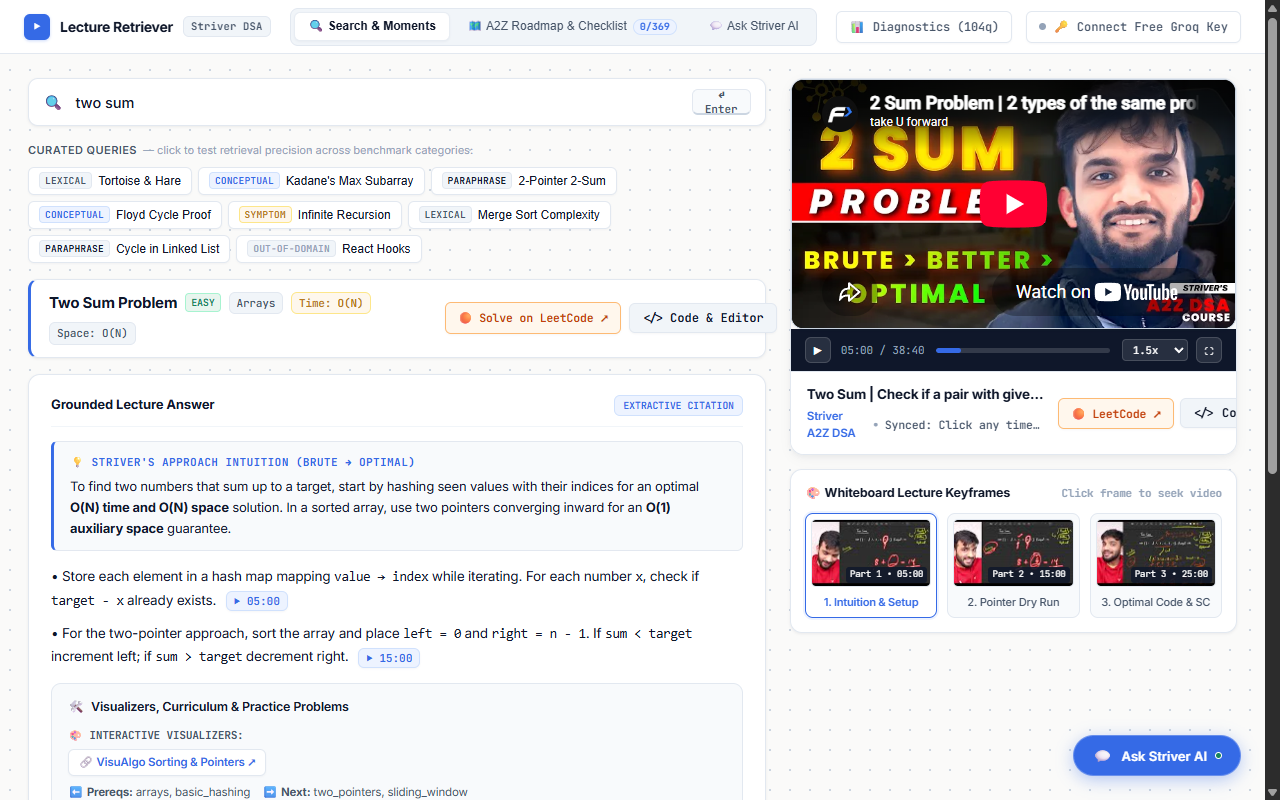 Lecture Retriever
Striver DSA
Search & Moments
A2Z Roadmap & Checklist
0/369
Ask Striver AI
Diagnostics (104q)
Connect Free Groq Key
two sum
Enter
CURATED QUERIES — click to test retrieval precision across benchmark categories:
LEXICAL Tortoise & Hare
CONCEPTUAL Kadane's Max Subarray
PARAPHRASE 2-Pointer 2-Sum
CONCEPTUAL Floyd Cycle Proof
SYMPTOM Infinite Recursion
LEXICAL Merge Sort Complexity
PARAPHRASE Cycle in Linked List
OUT-OF-DOMAIN React Hooks
Two Sum Problem
EASY
Arrays
Time: O(N)
Space: O(N)
Solve on LeetCode ↗
</> Code & Editor
Grounded Lecture Answer
EXTRACTIVE CITATION
STRIVER'S APPROACH INTUITION (BRUTE → OPTIMAL)
To find two numbers that sum up to a target, start by hashing seen values with their indices for an optimal
O(N) time and O(N) space solution. In a sorted array, use two pointers converging inward for an O(1)
auxiliary space guarantee.
• Store each element in a hash map mapping value → index while iterating. For each number x, check if
target - x already exists. ▶ 05:00
• For the two-pointer approach, sort the array and place left = 0 and right = n - 1. If sum < target
increment left; if sum > target decrement right. ▶ 15:00
Visualizers, Curriculum & Practice Problems
INTERACTIVE VISUALIZERS:
VisuAlgo Sorting & Pointers ↗
Prereqs: arrays, basic_hashing
Next: two_pointers, sliding_window
2 Sum Problem | 2 types of the same pro
take U forward
2 SUM
PROBLE
BRUTE > BETTER >
OPTIMAL
Watch on YouTube
STRIVER'S
A2Z DSA
COURSE
05:00 / 38:40
1.5x
Two Sum | Check if a pair with give…
Striver
A2Z DSA
• Synced: Click any time…
LeetCode ↗
</> Co
Whiteboard Lecture Keyframes
Click frame to seek video
Part 1 • 05:00
Part 2 • 15:00
Part 3 • 25:00
1. Intuition & Setup
2. Pointer Dry Run
3. Optimal Code & SC
Ask Striver AI